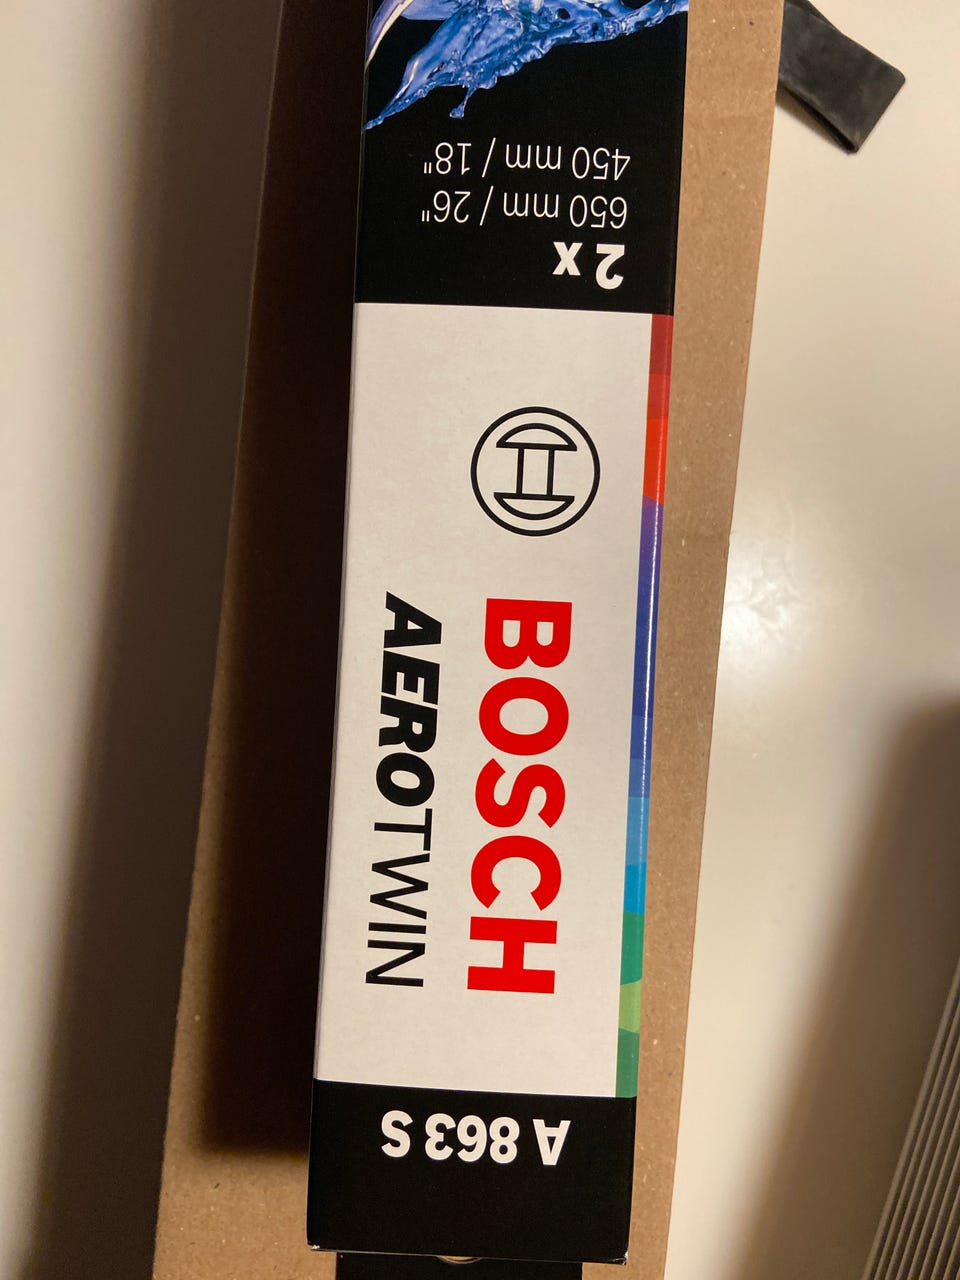 2 x
650 mm / 26"
450 mm / 18"
BOSCH
AEROTWIN
A 863 S